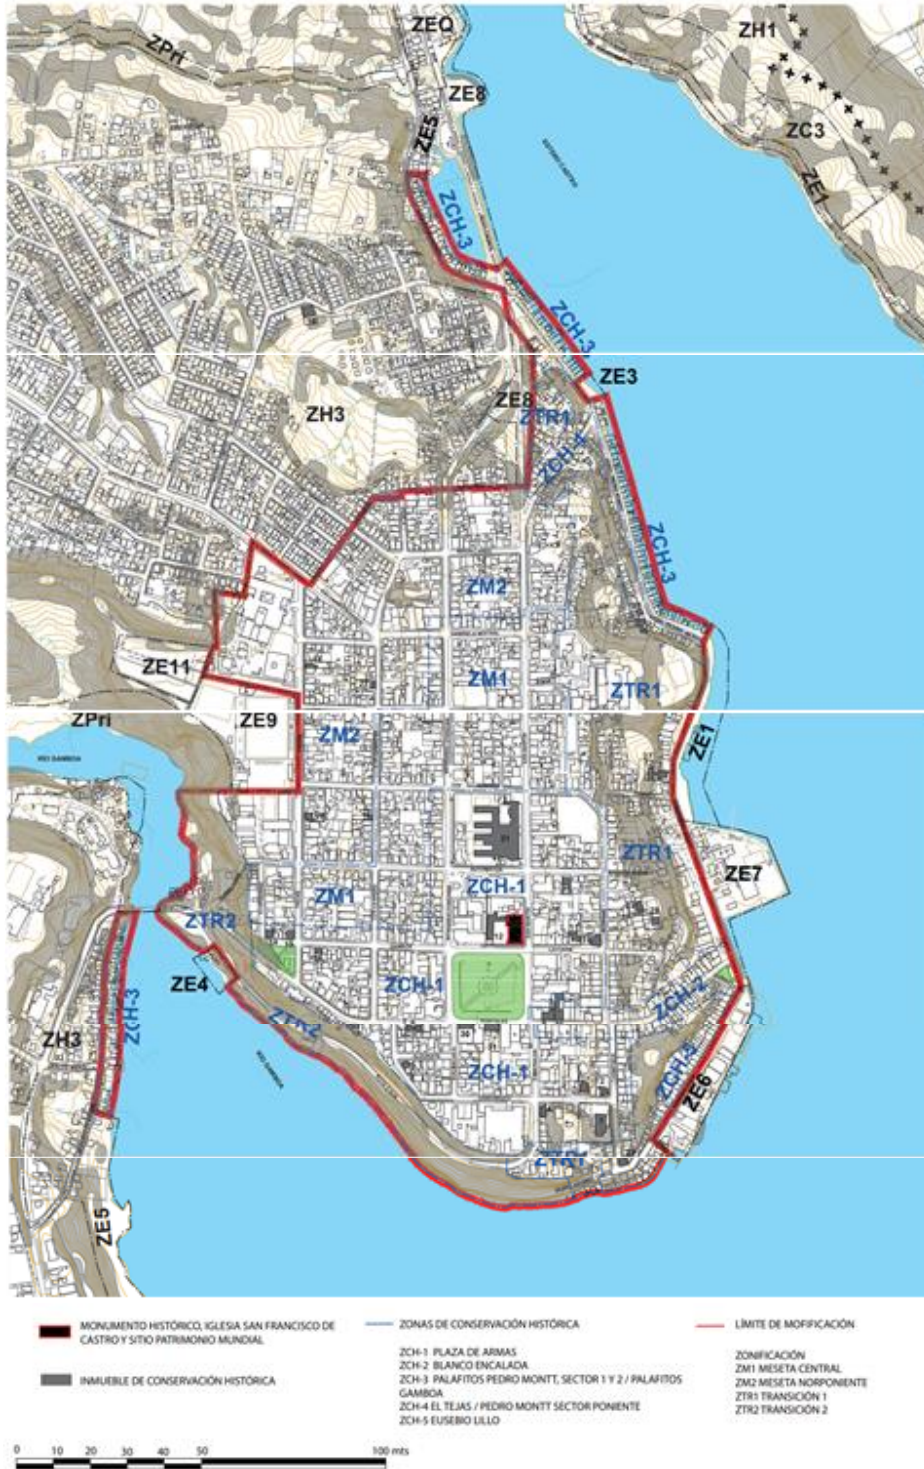 ZEQ
ZH1
ZPri
ZE8
ZE5
ZC3
ZE1
ZCH-3
ZCH-3
ZE3
ZH3
ZE8
ZTR1
ZCH-4
ZCH-3
ZM2
ZE11
ZM1
ZTR1
ZPri
ZE9
ZM2
ZE1
RÍO GAMBOA
ZTR1
ZE7
ZCH-1
ZM1
ZTR2
ZE4
ZCH-1
ZCH-2
ZH3
ZCH-3
ZTR2
RÍO GAMBOA
ZCH-1
ZCH-5
ZE6
ZTR1
ZE5
MONUMENTO HISTÓRICO, IGLESIA SAN FRANCISCO DE
CASTRO Y SITIO PATRIMONIO MUNDIAL
INMUEBLE DE CONSERVACIÓN HISTÓRICA
ZONAS DE CONSERVACIÓN HISTÓRICA
ZCH-1 PLAZA DE ARMAS
ZCH-2 BLANCO ENCALADA
ZCH-3 PALAFITOS PEDRO MONTT, SECTOR 1 Y 2 / PALAFITOS
GAMBOA
ZCH-4 EL TEJAS / PEDRO MONTT SECTOR PONIENTE
ZCH-5 EUSEBIO LILLO
LÍMITE DE MOFIFICACIÓN
ZONIFICACIÓN
ZM1 MESETA CENTRAL
ZM2 MESETA NORPONIENTE
ZTR1 TRANSICIÓN 1
ZTR2 TRANSICIÓN 2
0 10 20 30 40 50 100 mts